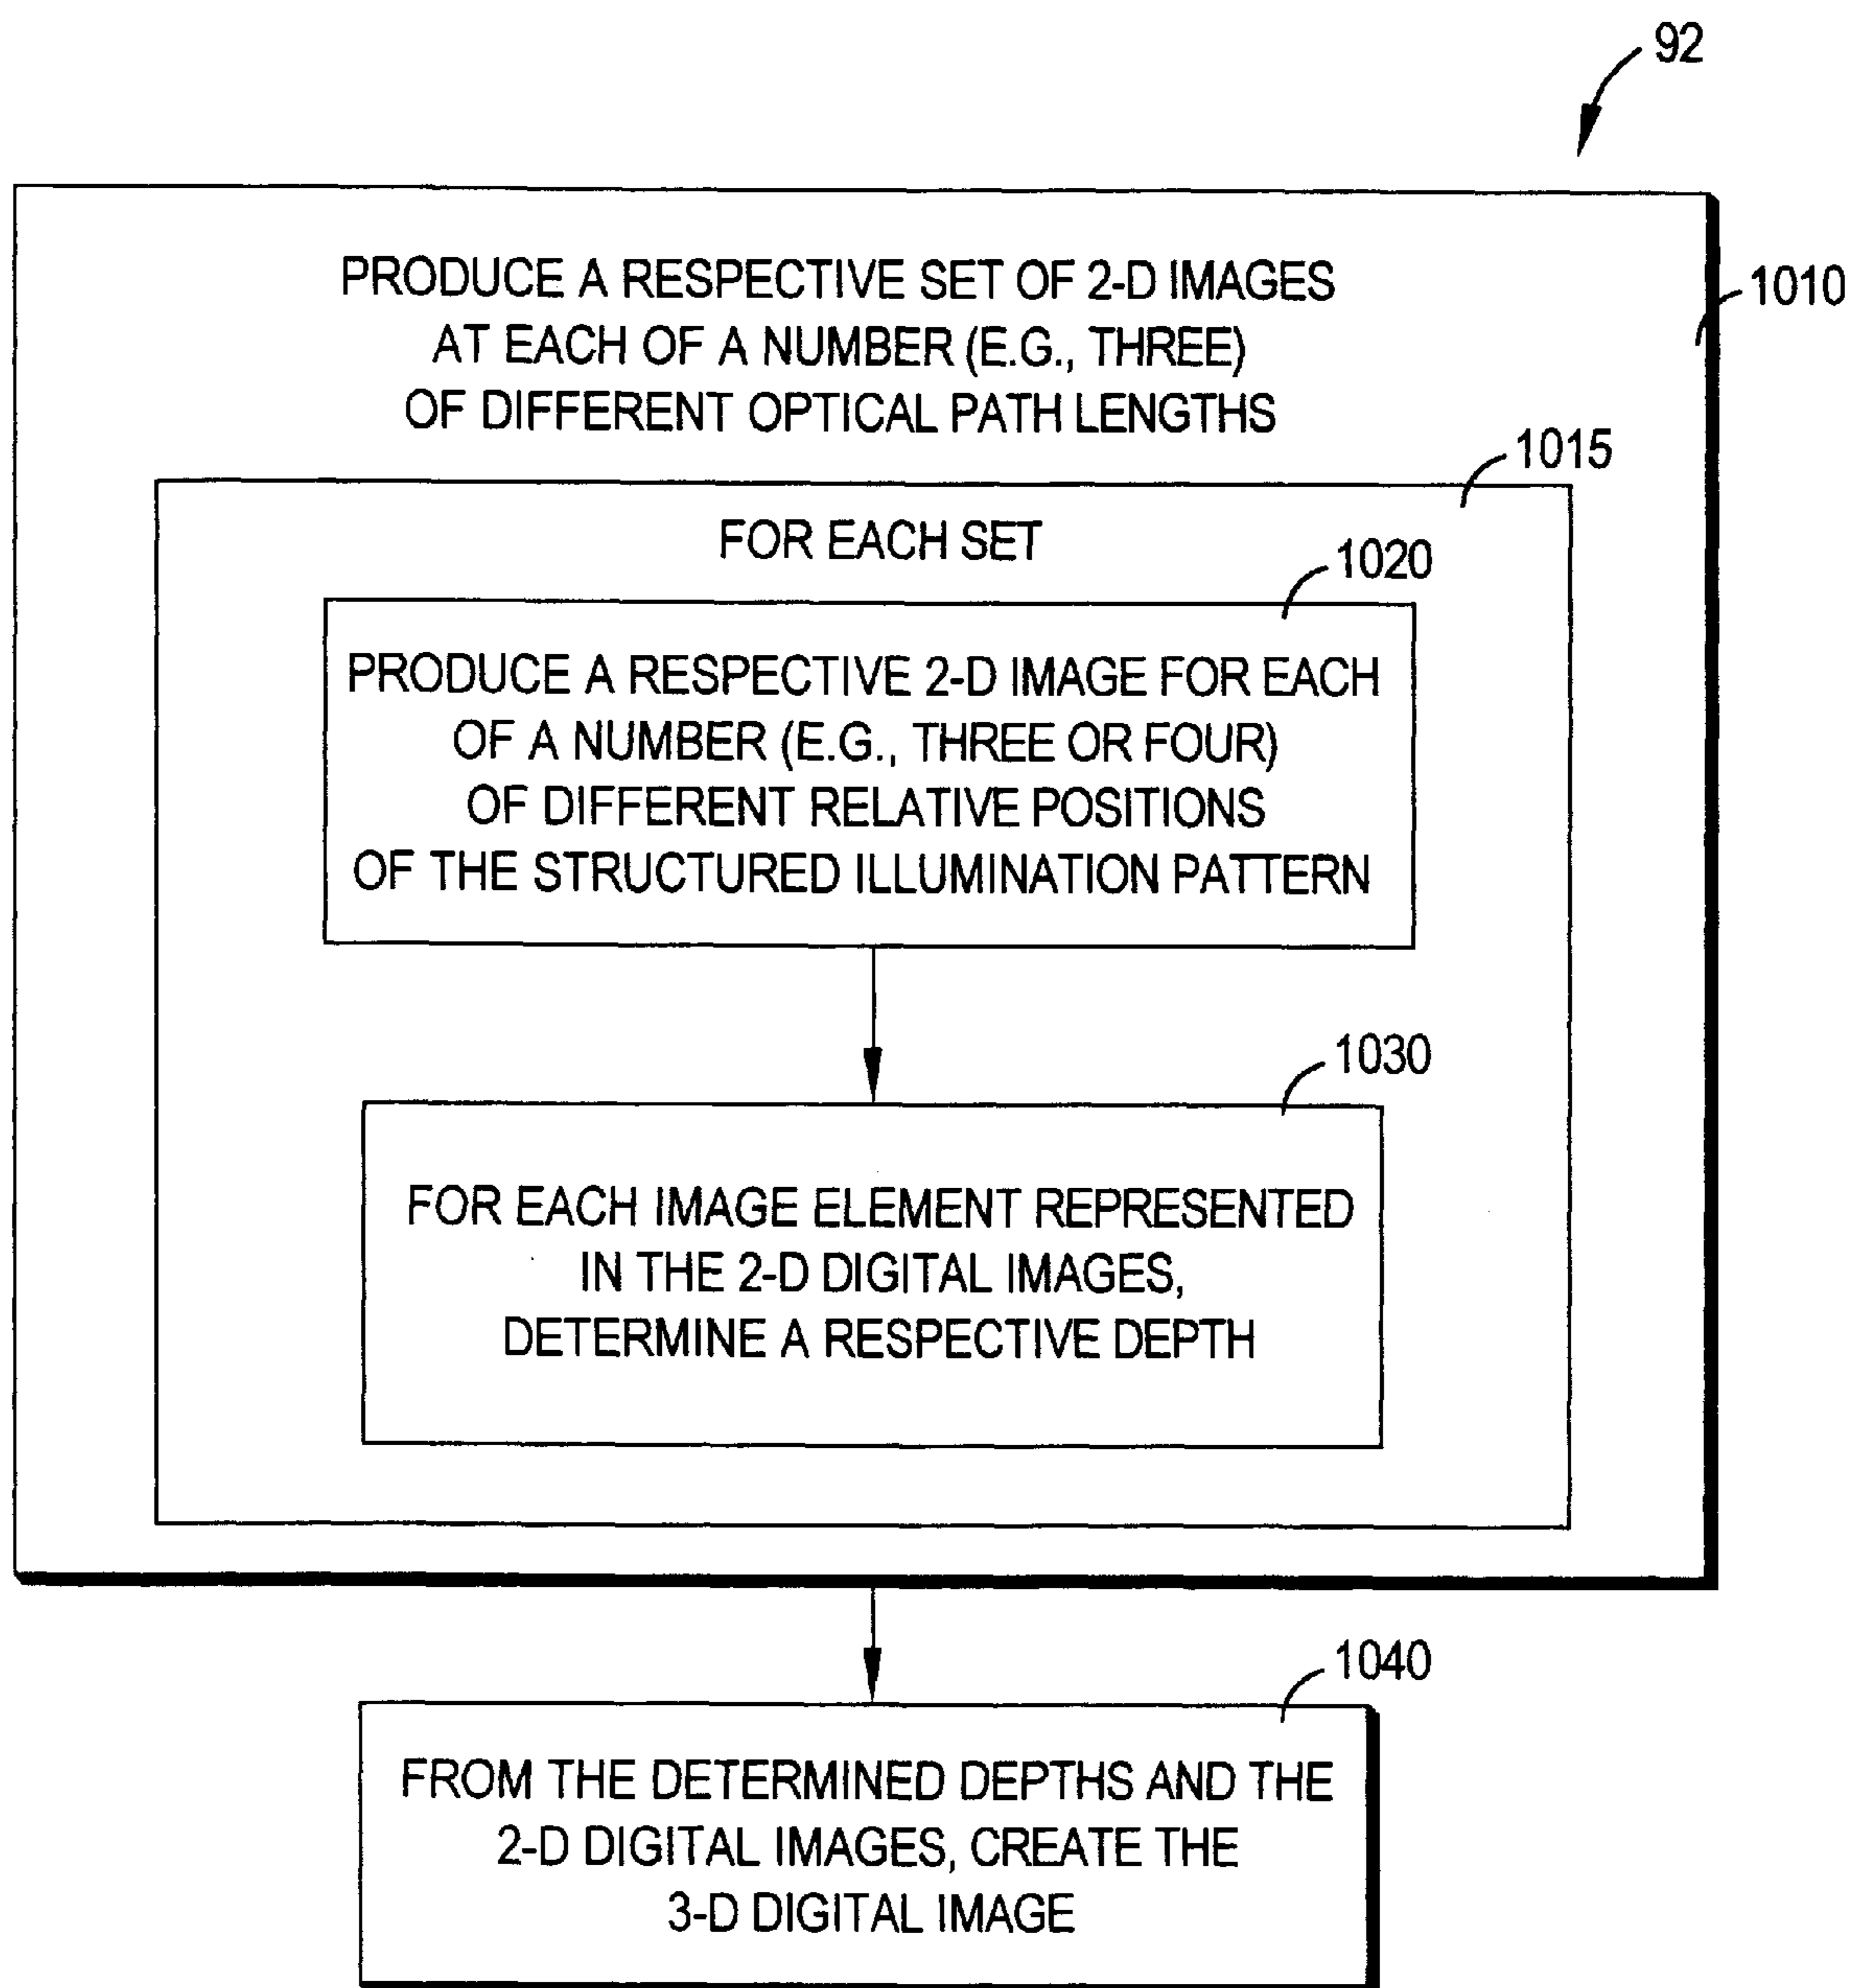 92
PRODUCE A RESPECTIVE SET OF 2-D IMAGES
AT EACH OF A NUMBER (E.G., THREE)
OF DIFFERENT OPTICAL PATH LENGTHS
1010
1015
FOR EACH SET
1020
PRODUCE A RESPECTIVE 2-D IMAGE FOR EACH
OF A NUMBER (E.G., THREE OR FOUR)
OF DIFFERENT RELATIVE POSITIONS
OF THE STRUCTURED ILLUMINATION PATTERN
1030
FOR EACH IMAGE ELEMENT REPRESENTED
IN THE 2-D DIGITAL IMAGES,
DETERMINE A RESPECTIVE DEPTH
1040
FROM THE DETERMINED DEPTHS AND THE
2-D DIGITAL IMAGES, CREATE THE
3-D DIGITAL IMAGE